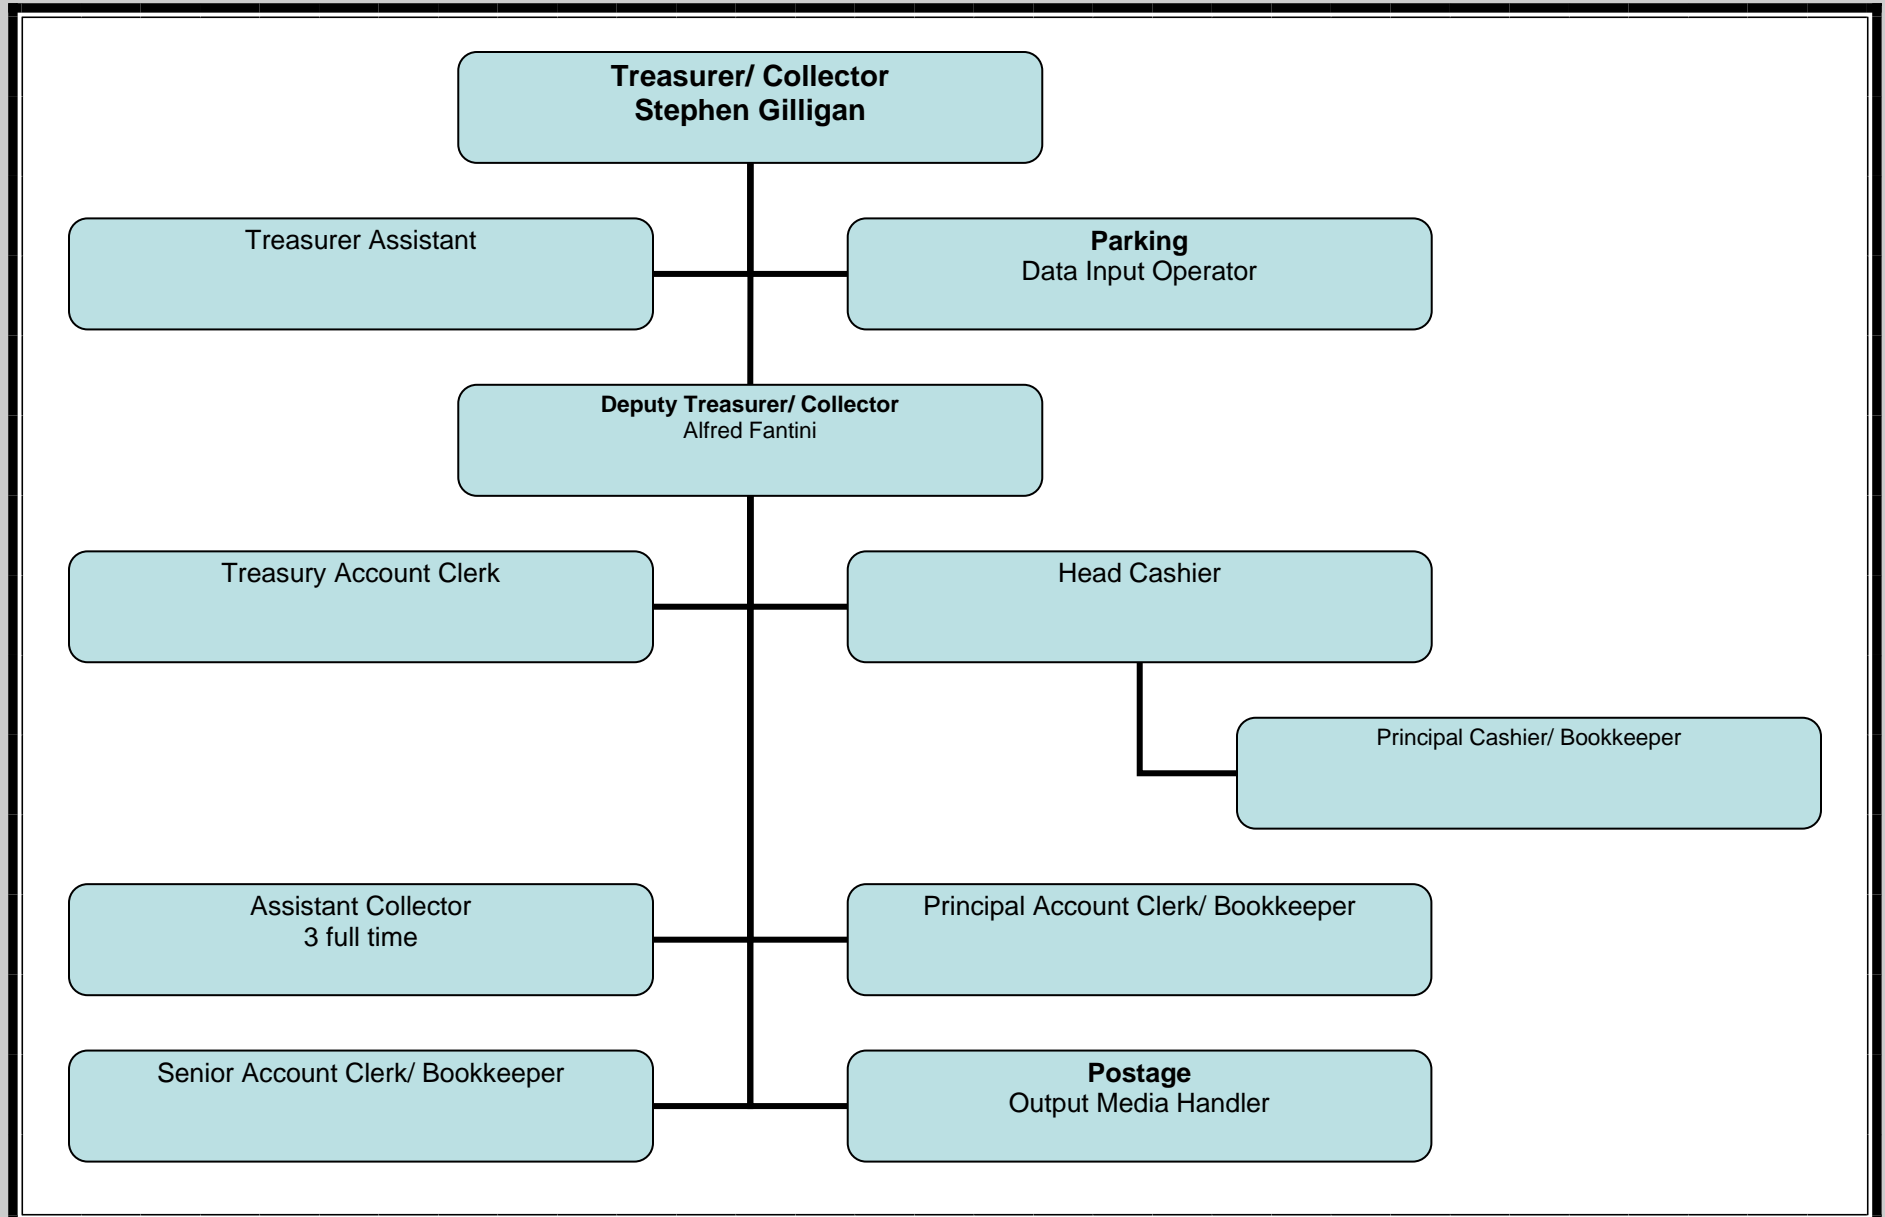 Treasurer/ Collector
Stephen Gilligan
Treasurer Assistant
Parking
Data Input Operator
Deputy Treasurer/ Collector
Alfred Fantini
Treasury Account Clerk
Head Cashier
Principal Cashier/ Bookkeeper
Assistant Collector
3 full time
Principal Account Clerk/ Bookkeeper
Senior Account Clerk/ Bookkeeper
Postage
Output Media Handler